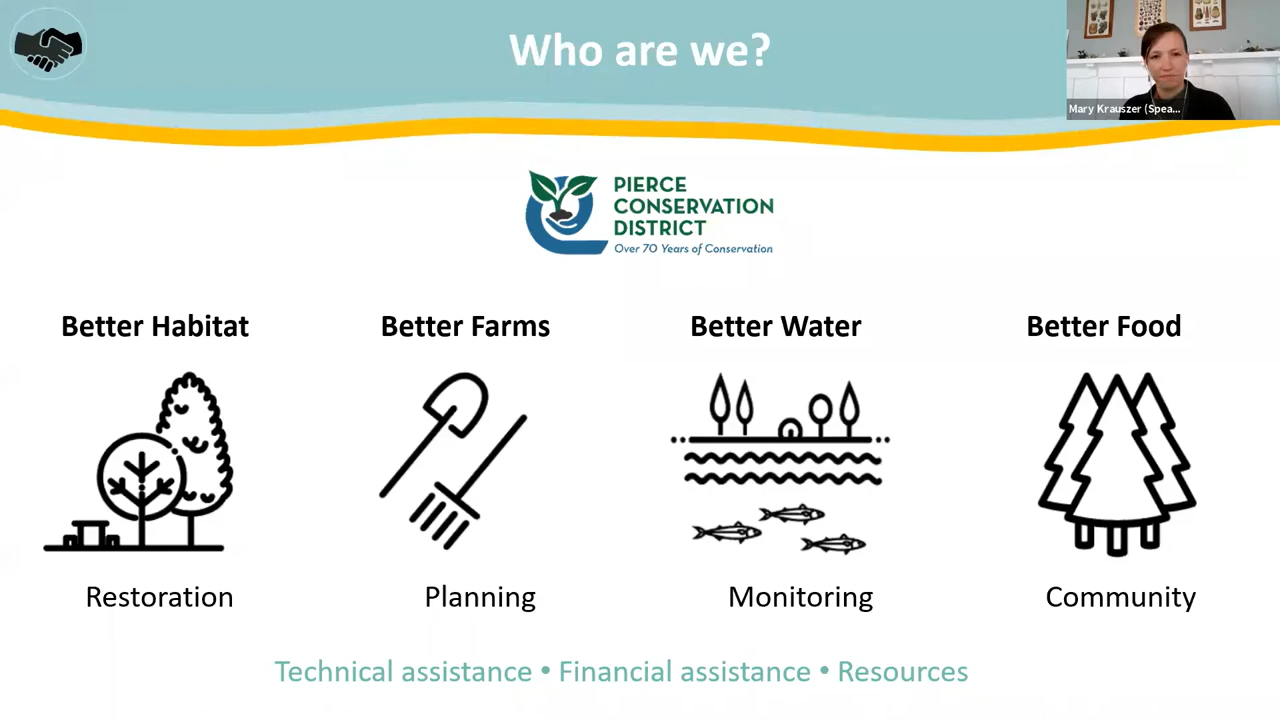 Who are we?
Mary Krauszer (Spea...
PIERCE
CONSERVATION
DISTRICT
Over 70 Years of Conservation
Better Habitat
Better Farms
Better Water
Better Food
Restoration
Planning
Monitoring
Community
Technical assistance • Financial assistance • Resources